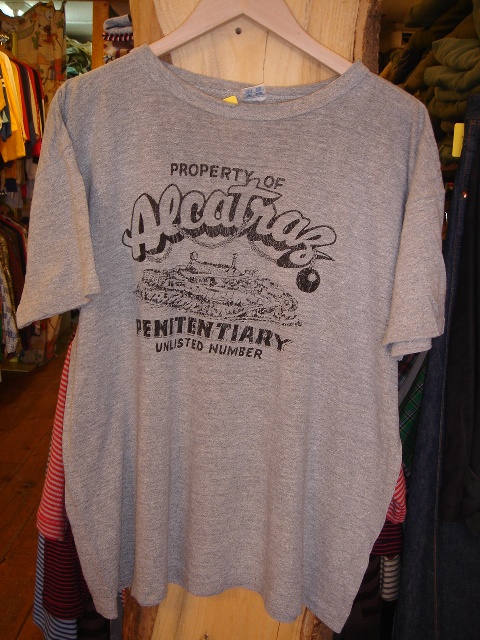 PROPERTY OF
Alcatraz
PENITENTIARY
UNLISTED NUMBER